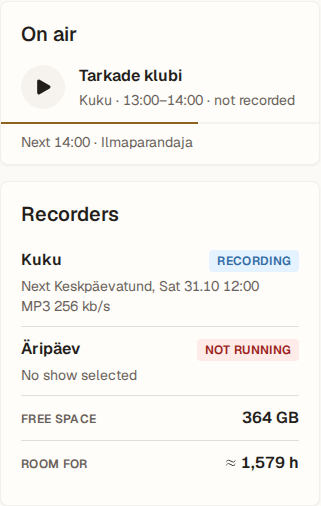 On air
Tarkade klubi
Kuku · 13:00–14:00 · not recorded
Next 14:00 · Ilmaparandaja
Recorders
Kuku RECORDING
Next Keskpäevatund, Sat 31.10 12:00
MP3 256 kb/s
Äripäev NOT RUNNING
No show selected
FREE SPACE 364 GB
ROOM FOR ≈ 1,579 h